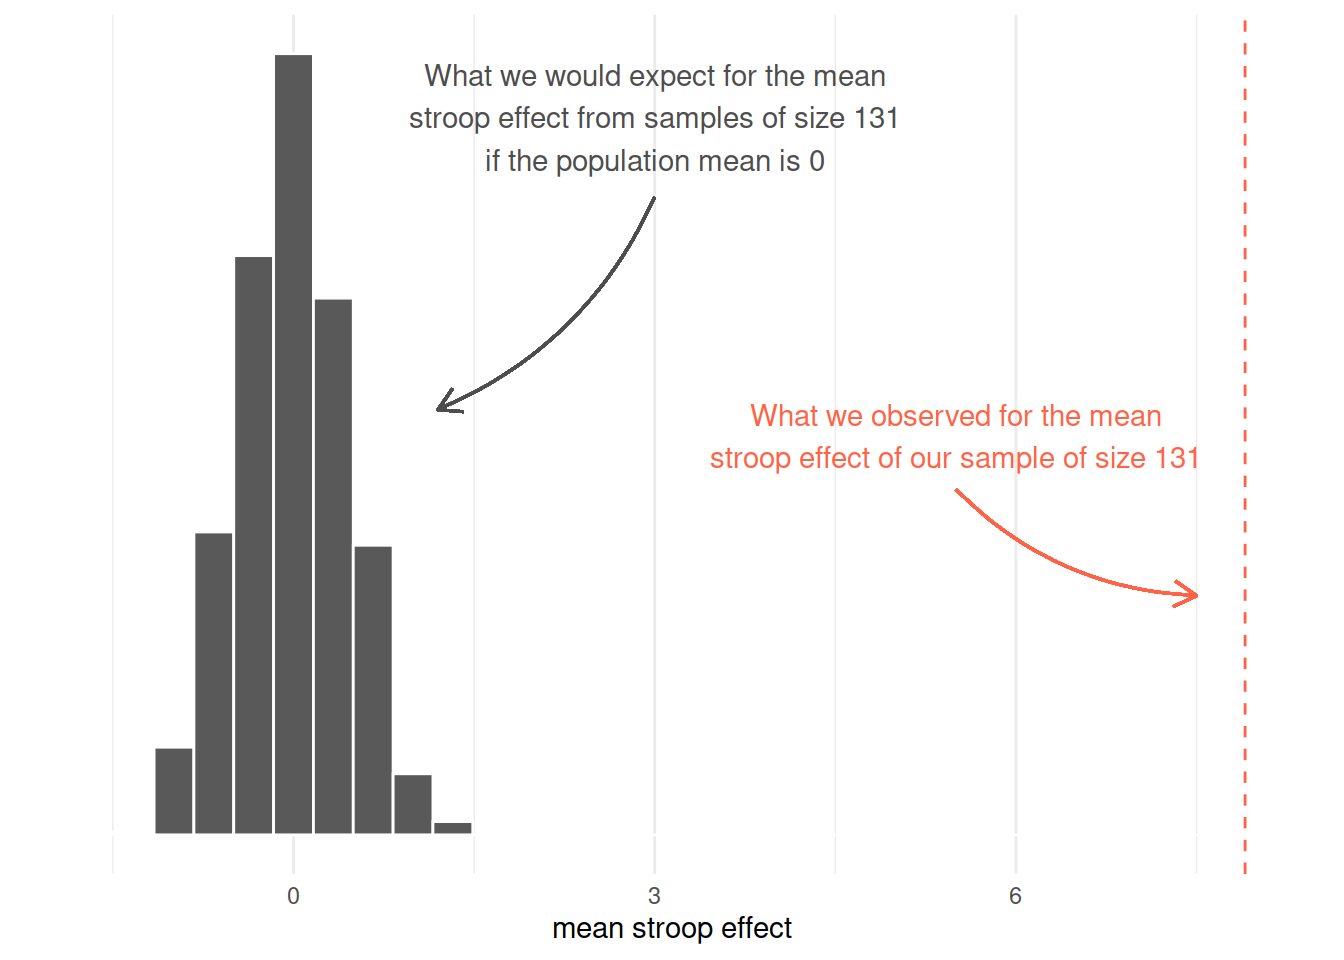 What we would expect for the mean
stroop effect from samples of size 131
if the population mean is 0
What we observed for the mean
stroop effect of our sample of size 131
0 3 6
mean stroop effect